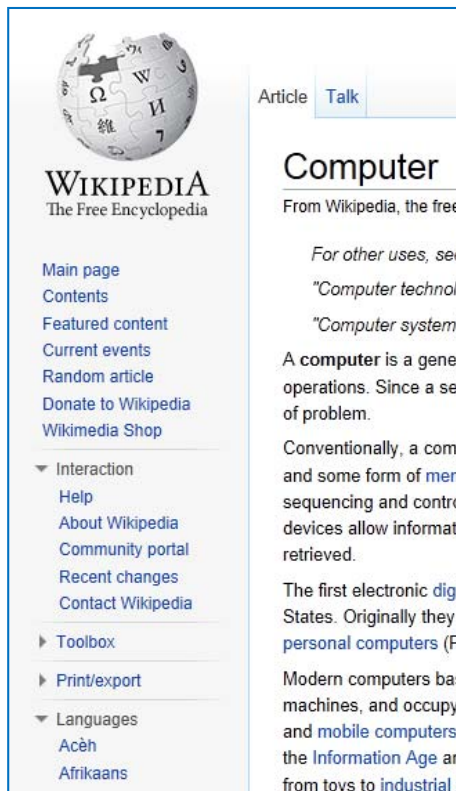 Ω W И 維
WIKIPEDIA
The Free Encyclopedia
Main page
Contents
Featured content
Current events
Random article
Donate to Wikipedia
Wikimedia Shop
Interaction
Help
About Wikipedia
Community portal
Recent changes
Contact Wikipedia
Toolbox
Print/export
Languages
Acèh
Afrikaans
Article Talk
Computer
From Wikipedia, the free
For other uses, see
"Computer technol
"Computer system
A computer is a gene
operations. Since a se
of problem.
Conventionally, a com
and some form of mer
sequencing and contro
devices allow informat
retrieved.
The first electronic dig
States. Originally they
personal computers (P
Modern computers bas
machines, and occupy
and mobile computers
the Information Age ar
from toys to industrial